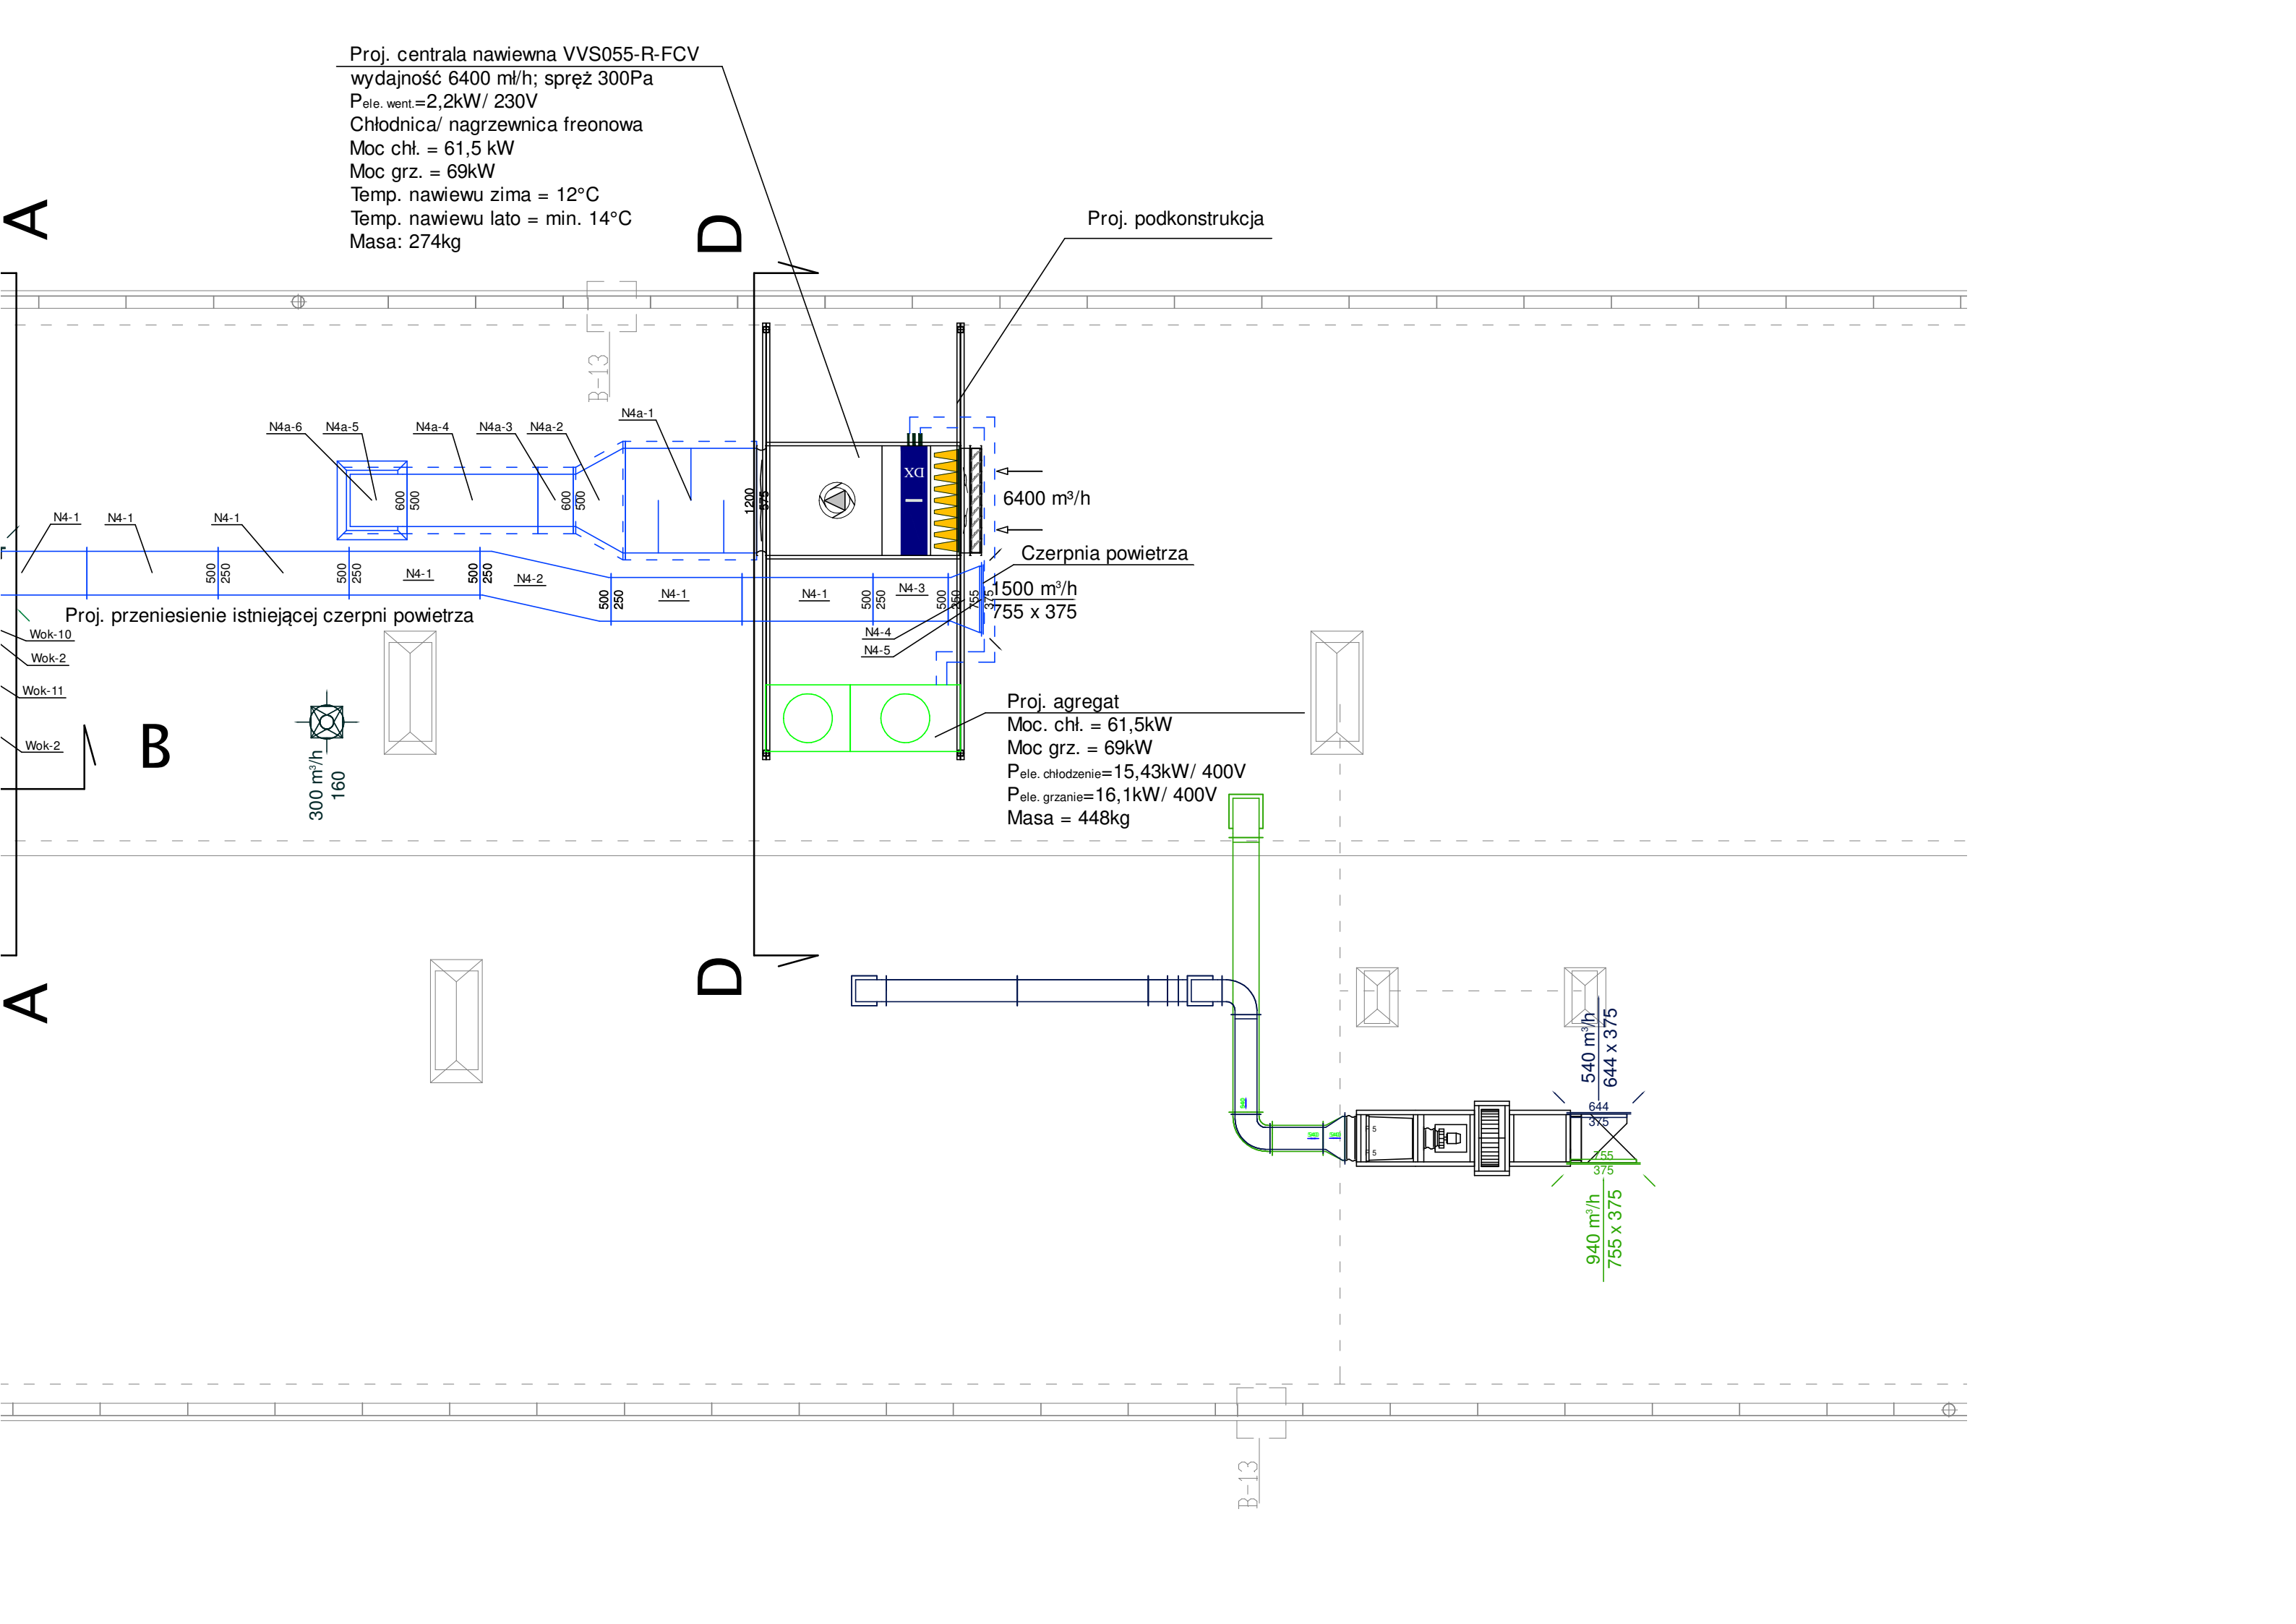 Proj. centrala nawiewna VVS055-R-FCV
wydajność 6400 mł/h; spręż 300Pa
Pele. went.=2,2kW/ 230V
Chłodnica/ nagrzewnica freonowa
Moc chł. = 61,5 kW
Moc grz. = 69kW
Temp. nawiewu zima = 12°C
Temp. nawiewu lato = min. 14°C
Masa: 274kg
A
D
Proj. podkonstrukcja
B-13
N4a-6
N4a-5
N4a-4
N4a-3
N4a-2
N4a-1
600
500
600
500
1200
575
DX
6400 m³/h
N4-1
N4-1
N4-1
500
250
500
250
N4-1
500
250
N4-2
500
250
N4-1
N4-1
500
250
N4-3
500
250
755
375
Czerpnia powietrza
1500 m³/h
755 x 375
Proj. przeniesienie istniejącej czerpni powietrza
N4-4
N4-5
Wok-10
Wok-2
Wok-11
Wok-2
B
300 m³/h
160
Proj. agregat
Moc. chł. = 61,5kW
Moc grz. = 69kW
Pele. chłodzenie=15,43kW/ 400V
Pele. grzanie=16,1kW/ 400V
Masa = 448kg
A
D
540 m³/h
644 x 375
644
375
5
5
755
375
940 m³/h
755 x 375
B-13